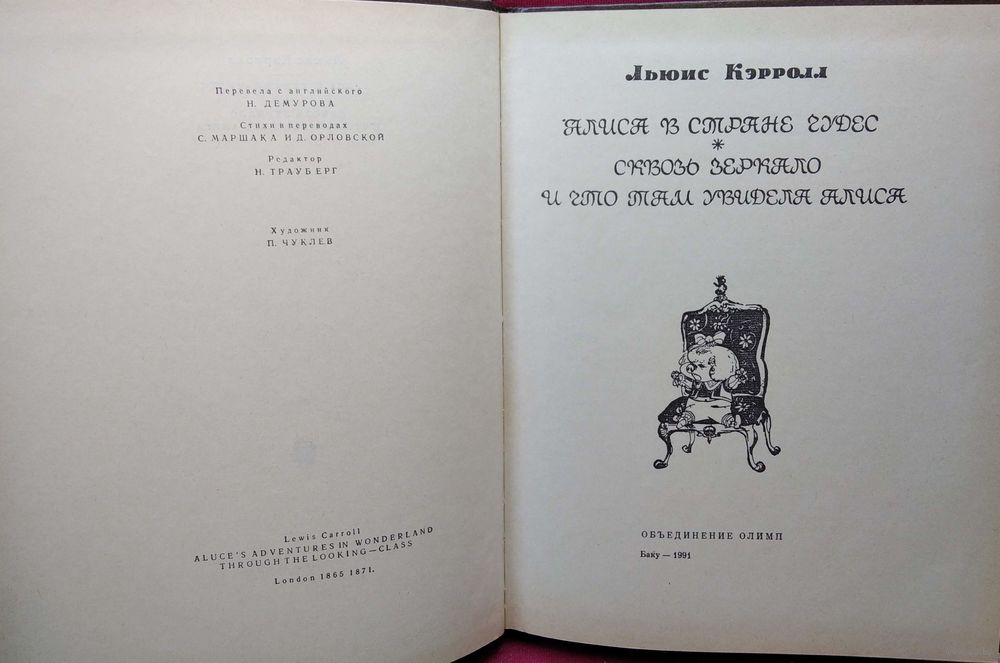 Перевела с английского
Н. ДЕМУРОВА
Стихи в переводах
С. МАРШАКА И Д. ОРЛОВСКОЙ
Редактор
Н. ТРАУБЕРГ
Художник
П. ЧУКЛЕВ
Lewis Carroll
ALUCE'S ADVENTURES IN WONDERLAND
THROUGH THE LOOKING—CLASS
London 1865 1871.
Льюис Кэрролл
АЛИСА В СТРАНЕ ЧУДЕС
*
СКВОЗЬ ЗЕРКАЛО
И ЧТО ТАМ УВИДЕЛА АЛИСА
ОБЪЕДИНЕНИЕ ОЛИМП
Баку — 1991